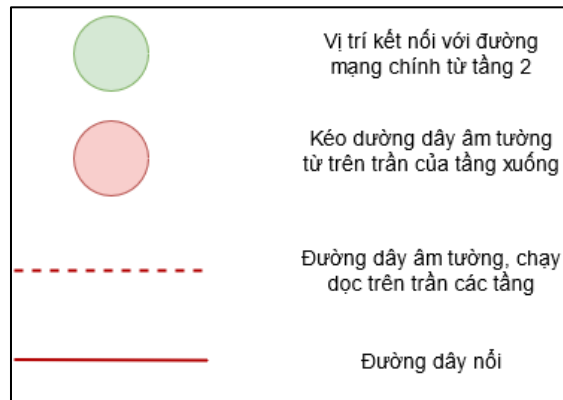 Vị trí kết nối với đường
mạng chính từ tầng 2
Kéo dường dây âm tường
từ trên trần của tầng xuống
Đường dây âm tường, chạy
dọc trên trần các tầng
Đường dây nổi